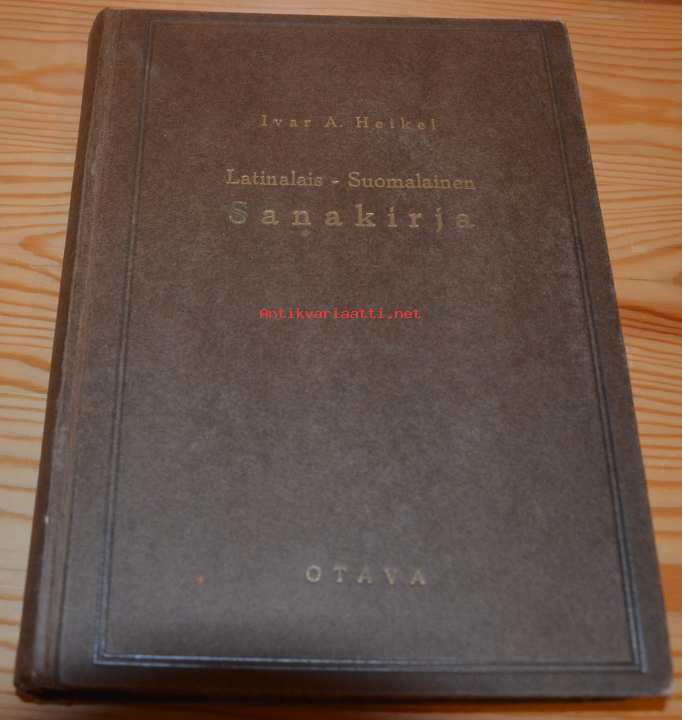 Ivar A. Heikel
Latinalais - Suomalainen
Sanakirja
Antikvariaatti.net
OTAVA